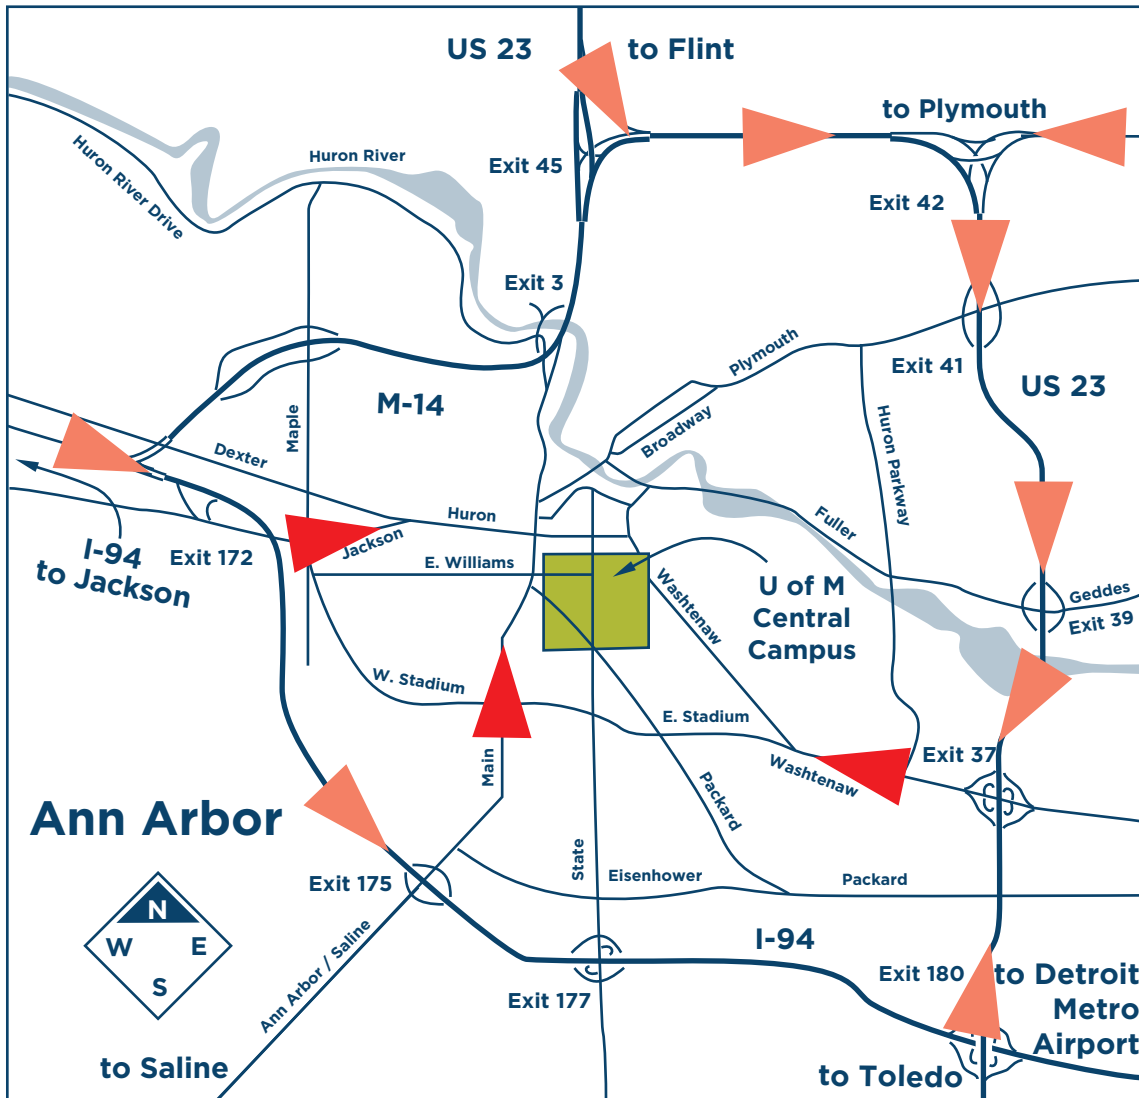 US 23
to Flint
to Plymouth
Huron River
Exit 45
Huron River Drive
Exit 42
Exit 3
Plymouth
Exit 41
US 23
M-14
Maple
Broadway
Huron Parkway
Dexter
Huron
Fuller
Jackson
I-94
to Jackson
Exit 172
E. Williams
Washtenaw
U of M
Central
Campus
Geddes
Exit 39
W. Stadium
E. Stadium
Main
Washtenaw
Exit 37
Packard
Ann Arbor
State
Exit 175
Eisenhower
Packard
N
W E
S
Ann Arbor / Saline
I-94
Exit 180
to Detroit
Metro
Airport
Exit 177
to Saline
to Toledo